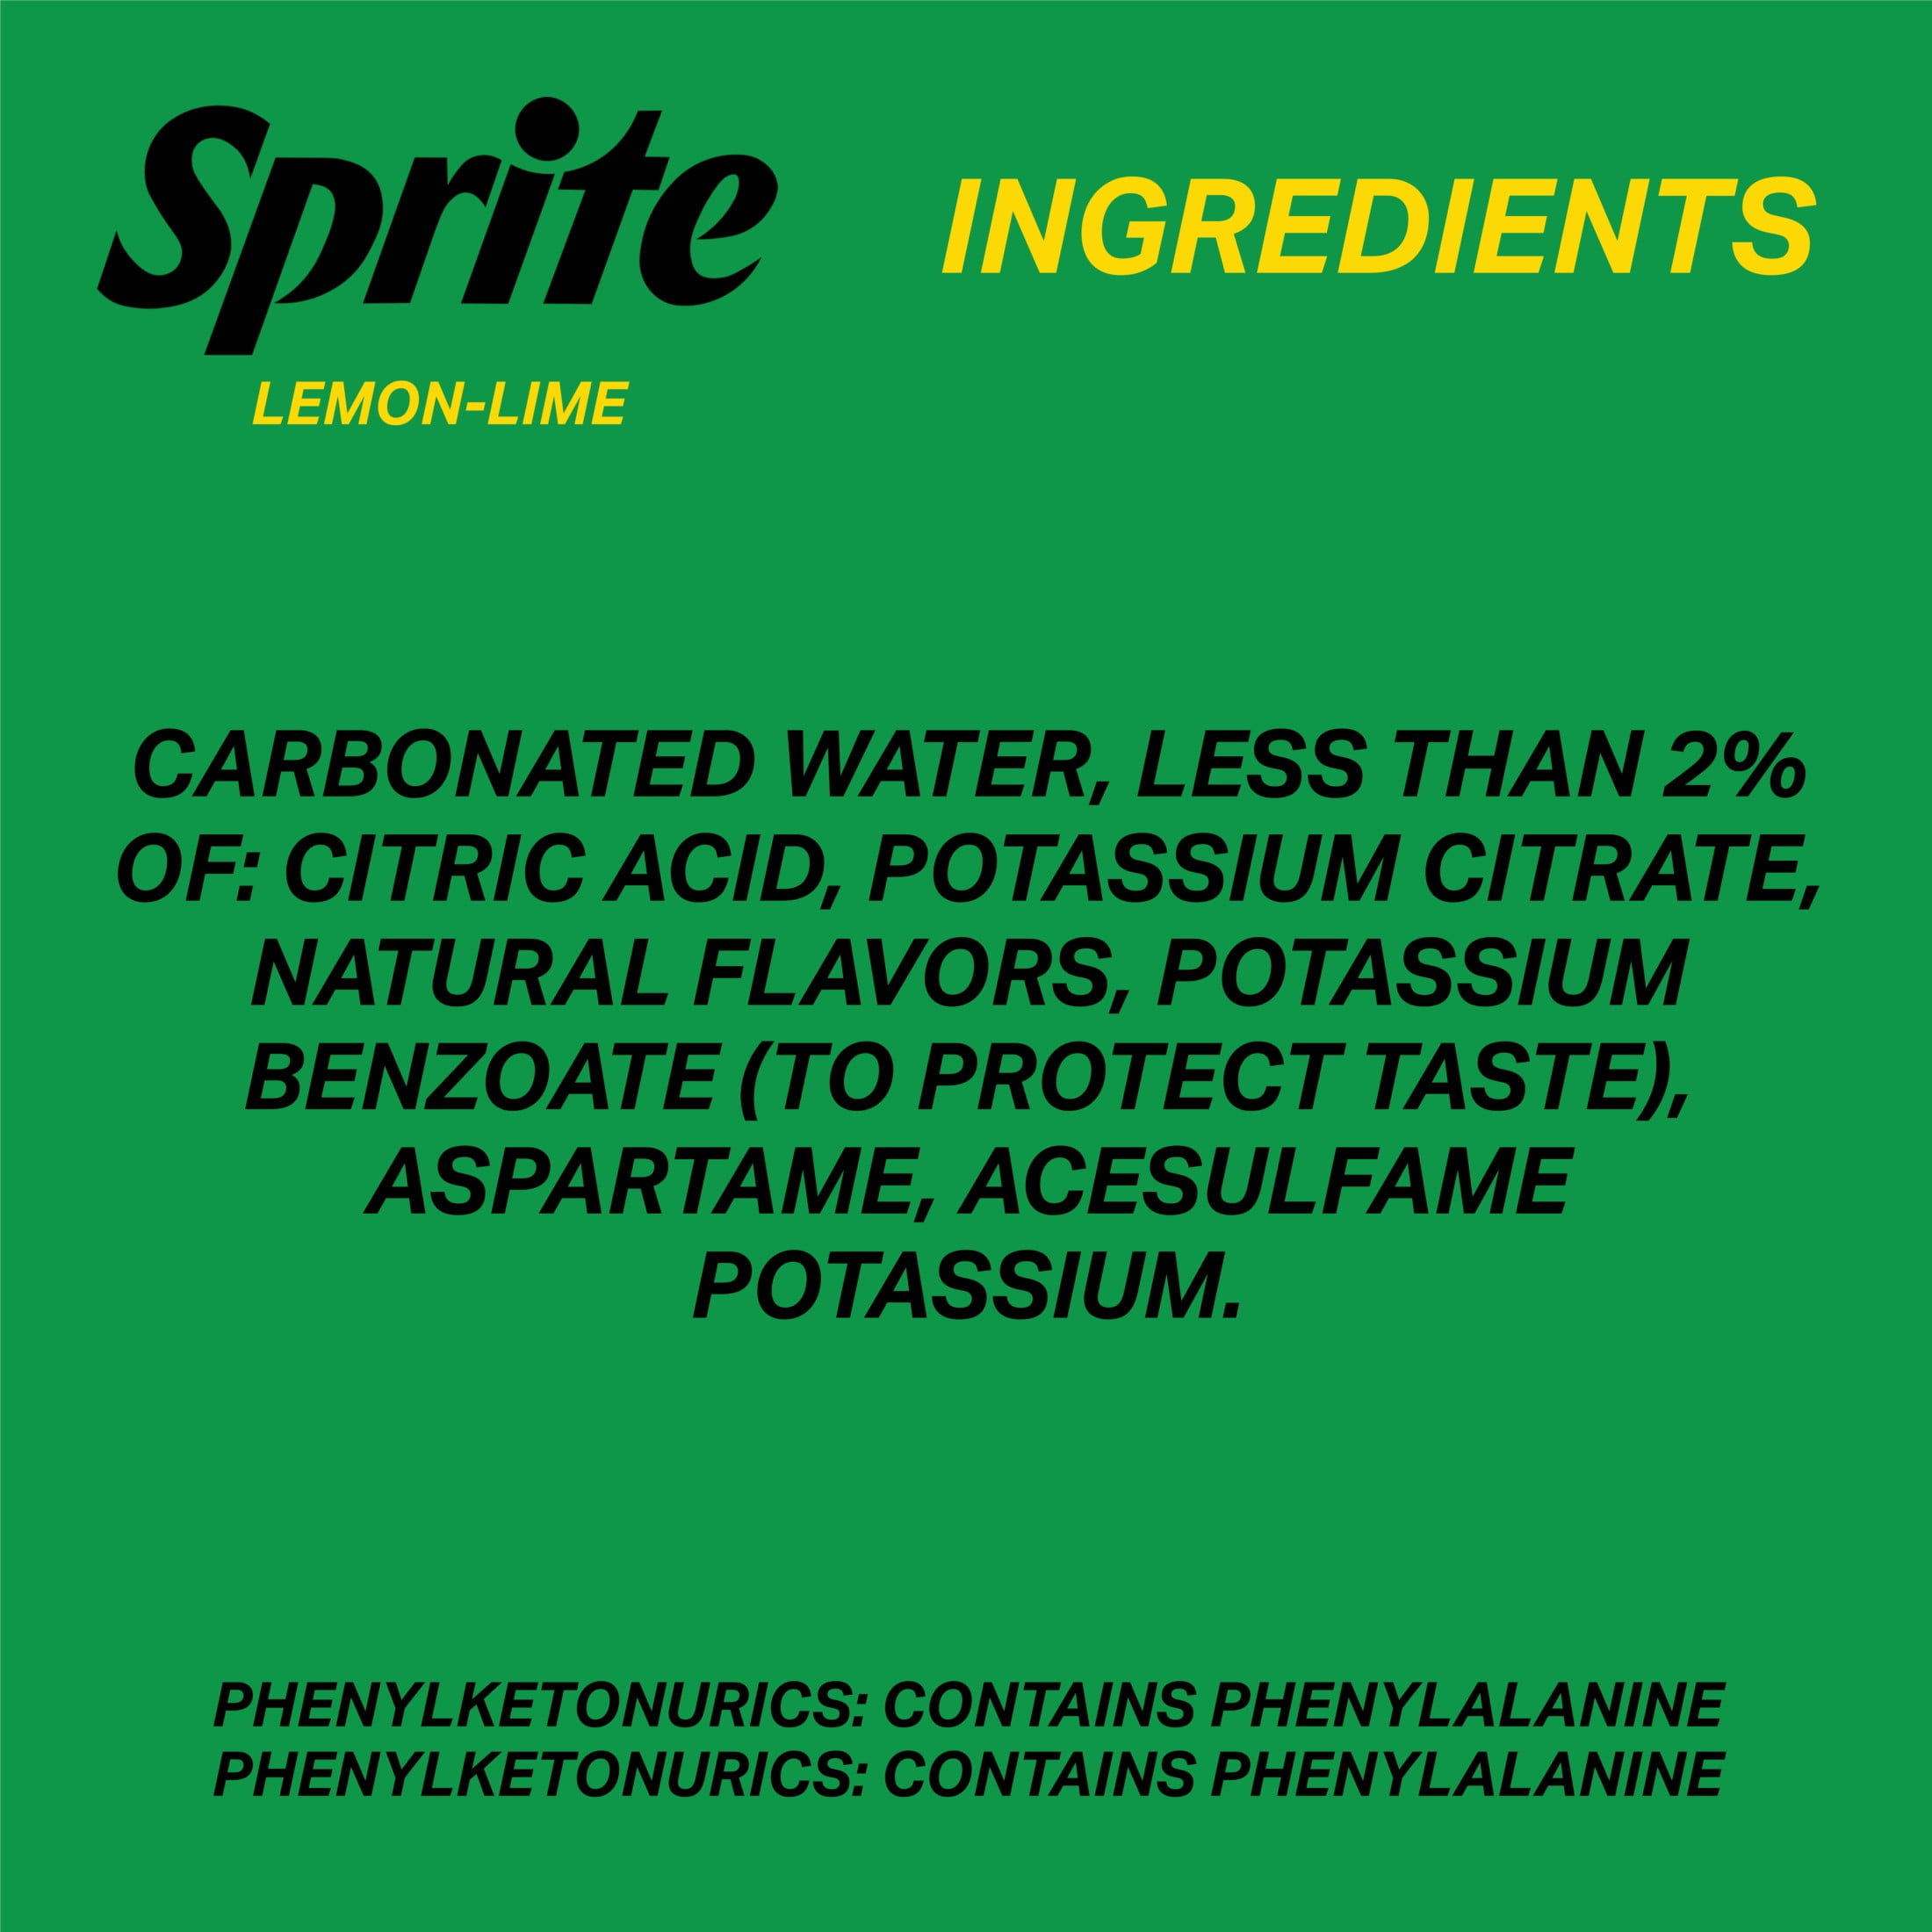 Sprite
LEMON-LIME
INGREDIENTS
CARBONATED WATER, LESS THAN 2%
OF: CITRIC ACID, POTASSIUM CITRATE,
NATURAL FLAVORS, POTASSIUM
BENZOATE (TO PROTECT TASTE),
ASPARTAME, ACESULFAME
POTASSIUM.
PHENYLKETONURICS: CONTAINS PHENYLALANINE
PHENYLKETONURICS: CONTAINS PHENYLALANINE